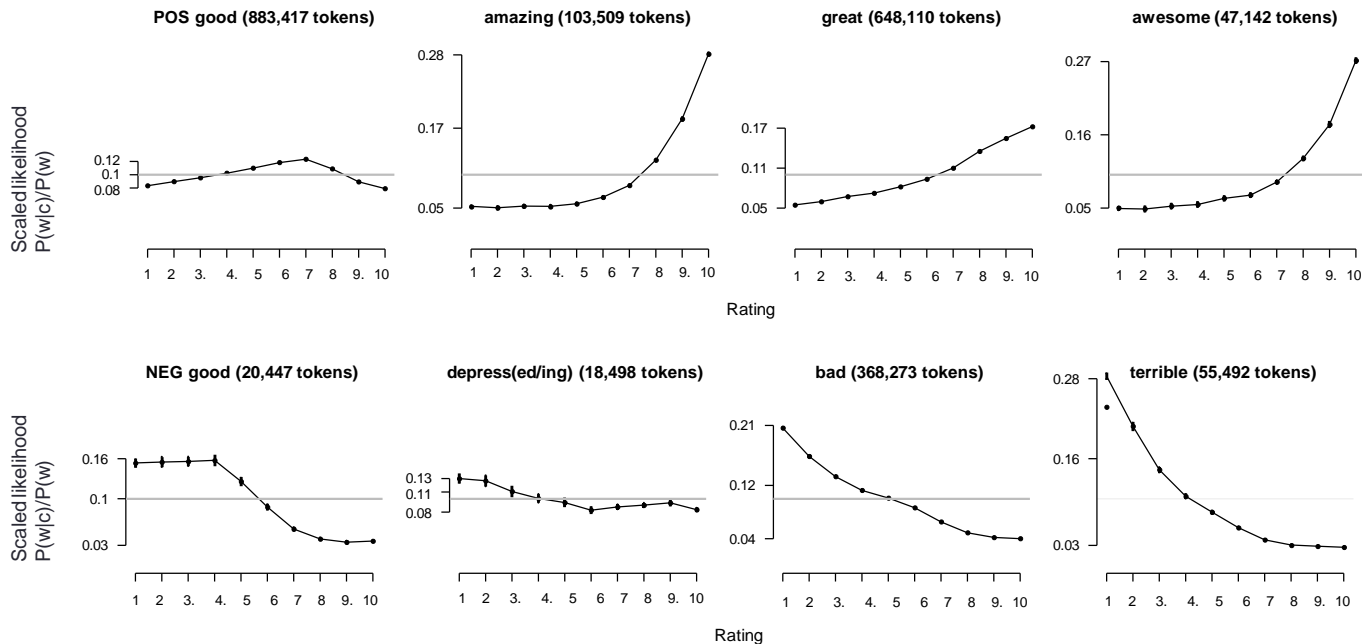 POS good (883,417 tokens)
amazing (103,509 tokens)
great (648,110 tokens)
awesome (47,142 tokens)
Scaled likelihood
P(w|c)/P(w)
0.12
0.1
0.08
1 2 3. 4. 5 6 7 8 9. 10
0.28
0.17
0.05
1 2 3. 4. 5 6 7 8 9. 10
0.17
0.11
0.05
1 2 3. 4. 5 6 7 8 9. 10
0.27
0.16
0.05
1 2 3. 4. 5 6 7 8 9. 10
Rating
NEG good (20,447 tokens)
depress(ed/ing) (18,498 tokens)
bad (368,273 tokens)
terrible (55,492 tokens)
Scaled likelihood
P(w|c)/P(w)
0.16
0.1
0.03
1 2 3. 4. 5 6 7 8 9. 10
0.13
0.11
0.08
1 2 3. 4. 5 6 7 8 9. 10
0.21
0.12
0.04
1 2 3. 4. 5 6 7 8 9. 10
0.28
0.16
0.03
1 2 3. 4. 5 6 7 8 9. 10
Rating